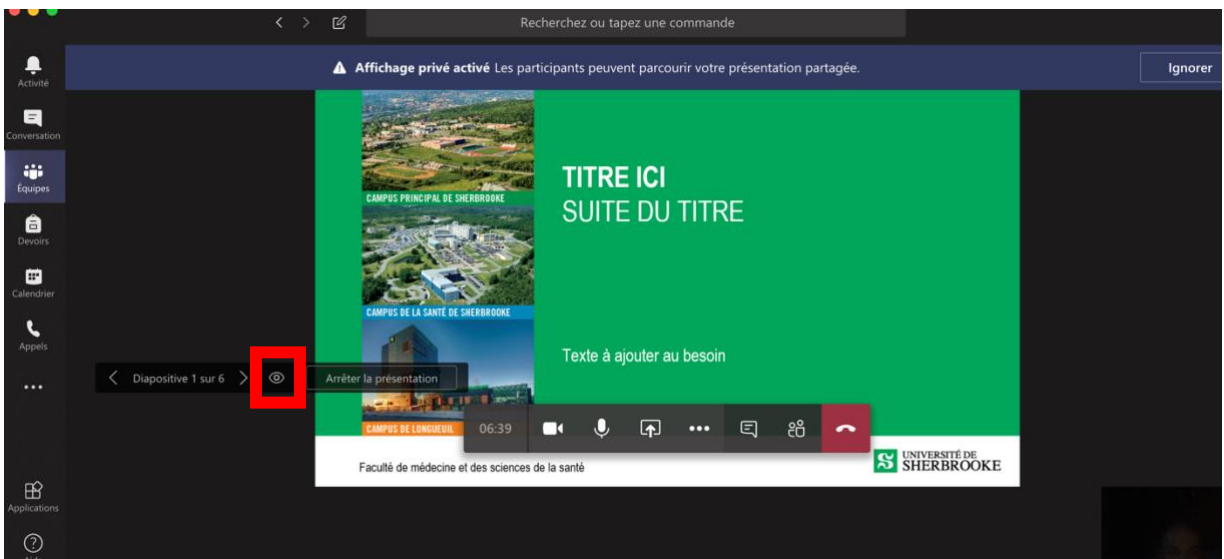 Recherchez ou tapez une commande
Affichage privé activé Les participants peuvent parcourir votre présentation partagée.
Ignorer
Activité
Conversation
Équipes
Devoirs
Calendrier
Appels
Applications
CAMPUS PRINCIPAL DE SHERBROOKE
CAMPUS DE LA SANTÉ DE SHERBROOKE
CAMPUS DE LONGUEUIL
TITRE ICI
SUITE DU TITRE
Texte à ajouter au besoin
Diapositive 1 sur 6
Arrêter la présentation
06:39
Faculté de médecine et des sciences de la santé
UNIVERSITÉ DE
SHERBROOKE